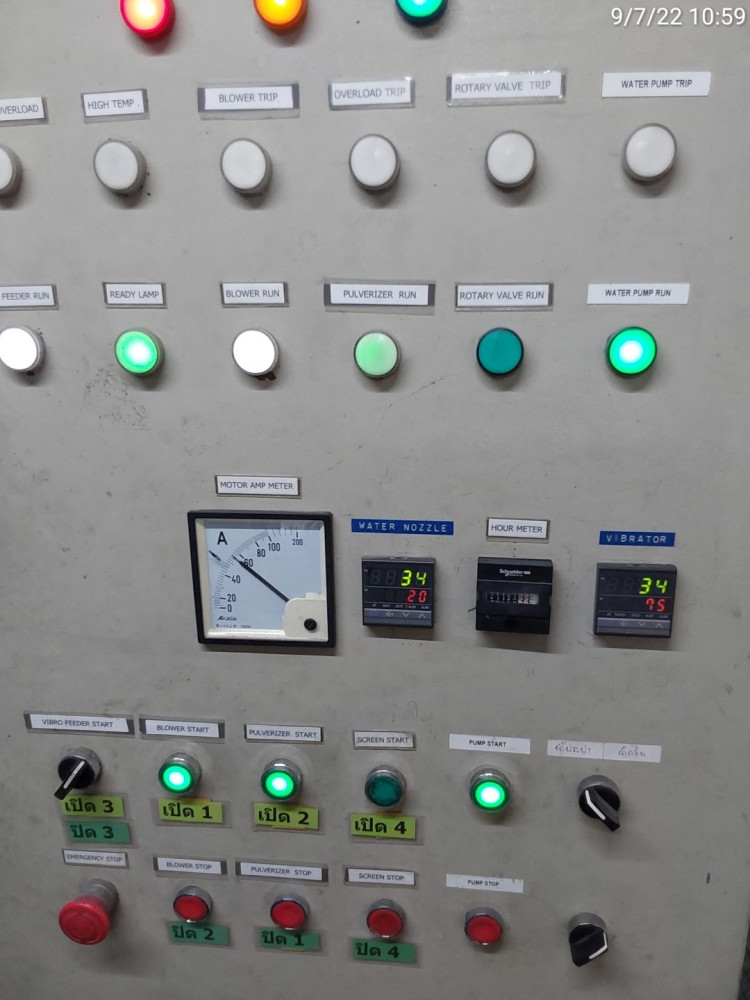 9/7/22 10:59
OVERLOAD
HIGH TEMP.
BLOWER TRIP
OVERLOAD TRIP
ROTARY VALVE TRIP
WATER PUMP TRIP
FEEDER RUN
READY LAMP
BLOWER RUN
PULVERIZER RUN
ROTARY VALVE RUN
WATER PUMP RUN
MOTOR AMP METER
WATER NOZZLE
HOUR METER
VIBRATOR
A
200
100
80
60
40
20
0
34
20
Schneider
34
75
VIBRO FEEDER START
BLOWER START
PULVERIZER START
SCREEN START
PUMP START
เปิด 3
เปิด 1
เปิด 2
เปิด 4
ปิด 3
EMERGENCY STOP
BLOWER STOP
PULVERIZER STOP
SCREEN STOP
PUMP STOP
ปิด 2
ปิด 1
ปิด 4